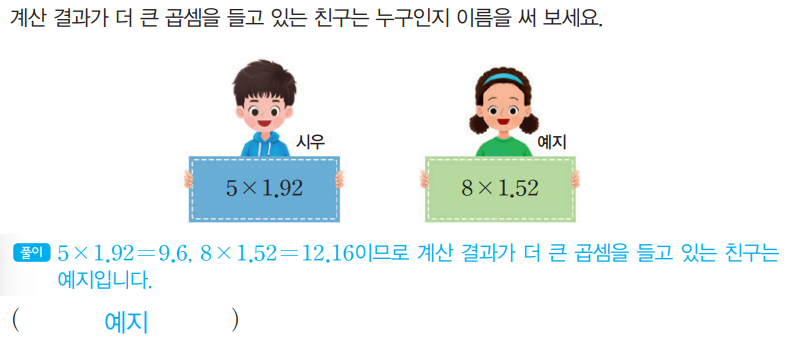 계산 결과가 더 큰 곱셈을 들고 있는 친구는 누구인지 이름을 써 보세요.
시우
예지
5×1.92
8×1.52
풀이 5×1.92=9.6, 8×1.52=12.16이므로 계산 결과가 더 큰 곱셈을 들고 있는 친구는
예지입니다.
( 예지 )